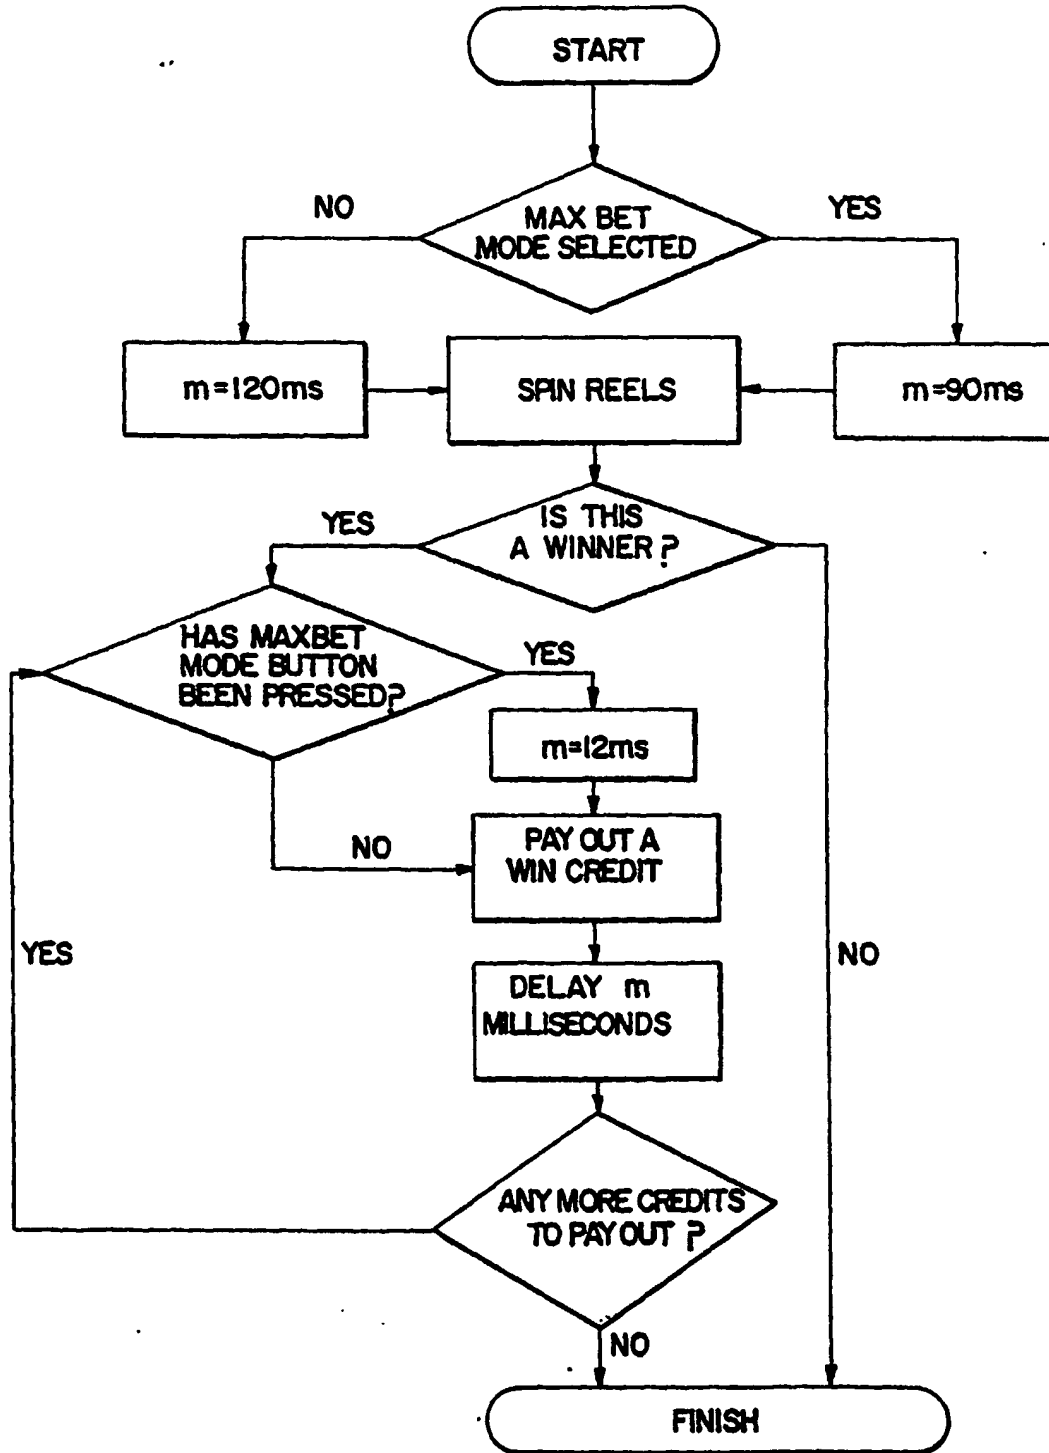 START
NO
YES
MAX BET
MODE SELECTED
m=120ms
SPIN REELS
m=90ms
YES
IS THIS
A WINNER?
HAS MAXBET
MODE BUTTON
BEEN PRESSED?
YES
m=12ms
NO
PAY OUT A
WIN CREDIT
YES
NO
DELAY m
MILLISECONDS
ANY MORE CREDITS
TO PAY OUT ?
NO
FINISH